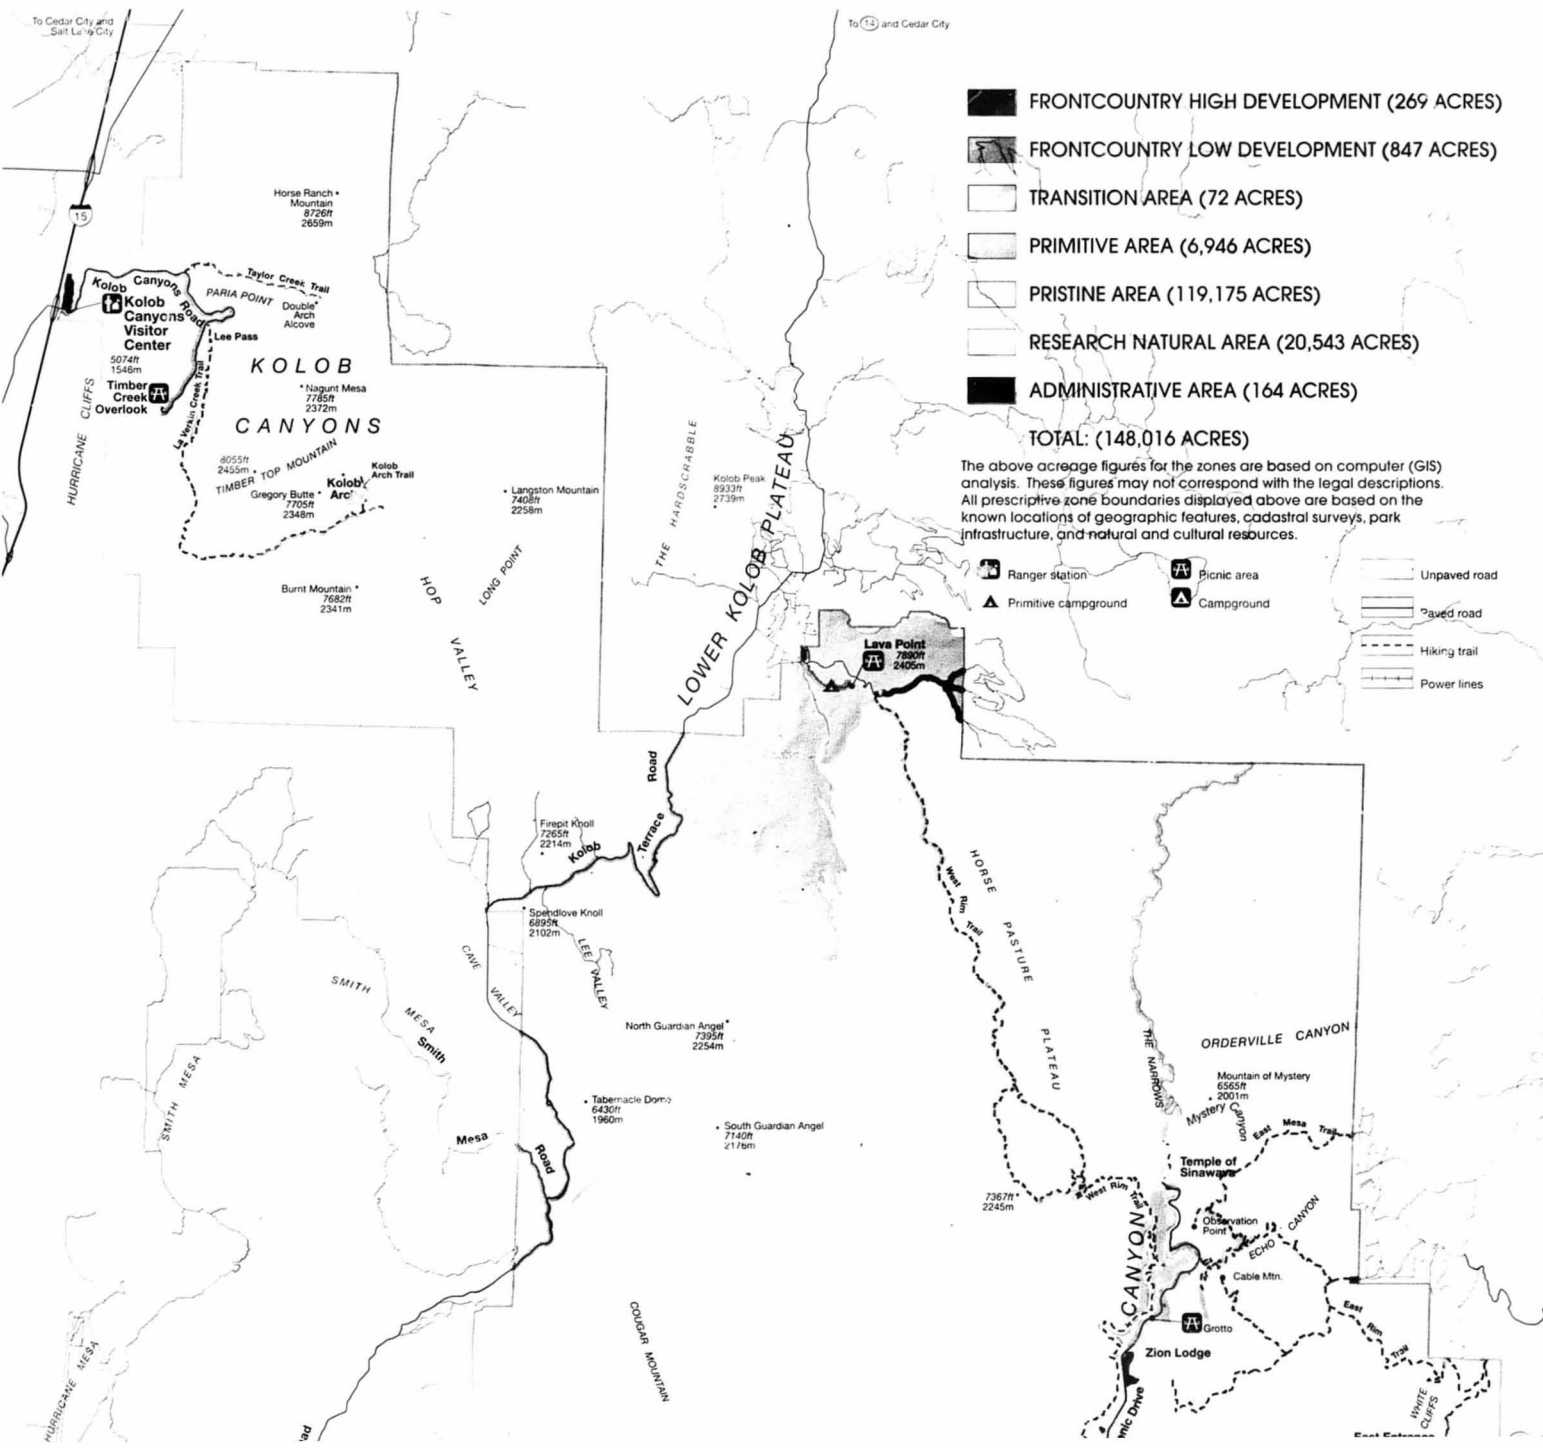 To Cedar City and
Salt Lake City
To 14 and Cedar City
FRONTCOUNTRY HIGH DEVELOPMENT (269 ACRES)
FRONTCOUNTRY LOW DEVELOPMENT (847 ACRES)
TRANSITION AREA (72 ACRES)
PRIMITIVE AREA (6,946 ACRES)
PRISTINE AREA (119,175 ACRES)
RESEARCH NATURAL AREA (20,543 ACRES)
ADMINISTRATIVE AREA (164 ACRES)
TOTAL: (148,016 ACRES)
The above acreage figures for the zones are based on computer (GIS)
analysis. These figures may not correspond with the legal descriptions.
All prescriptive zone boundaries displayed above are based on the
known locations of geographic features, cadastral surveys, park
infrastructure, and natural and cultural resources.
Ranger station
Primitive campground
Picnic area
Campground
Unpaved road
Paved road
Hiking trail
Power lines
15
Horse Ranch
Mountain
8726ft
2659m
Kolob Canyons Road
Taylor Creek Trail
PARIA POINT
Double
Arch
Alcove
Kolob
Canyons
Visitor
Center
5074ft
1546m
Lee Pass
Timber
Creek
Overlook
La Verkin Creek Trail
HURRICANE CLIFFS
KOLOB
CANYONS
Nagunt Mesa
7785ft
2372m
8055ft
2455m
TIMBER TOP MOUNTAIN
Gregory Butte
7705ft
2348m
Kolob
Arch
Kolob
Arch Trail
Langston Mountain
7408ft
2258m
Burnt Mountain
7682ft
2341m
HOP VALLEY
LONG POINT
THE HARDSCRABBLE
Kolob Peak
8933ft
2739m
LOWER KOLOB PLATEAU
Lava Point
7890ft
2405m
Kolob Terrace Road
Firepit Knoll
7265ft
2214m
Spendlove Knoll
6895ft
2102m
LEE VALLEY
CAVE VALLEY
SMITH MESA
Smith Mesa Road
SMITH MESA
North Guardian Angel
7395ft
2254m
Tabernacle Dome
6430ft
1960m
South Guardian Angel
7140ft
2176m
COUGAR MOUNTAIN
HURRICANE MESA
ad
West Rim Trail
HORSE PASTURE PLATEAU
THE NARROWS
ORDERVILLE CANYON
Mountain of Mystery
6565ft
2001m
Mystery Canyon
East Mesa Trail
Temple of
Sinawava
7367ft
2245m
West Rim Trail
CANYON
Observation
Point
ECHO CANYON
Cable Mtn.
Grotto
East Rim Trail
Zion Lodge
nic Drive
WHITE
CLIFFS
East Entrance